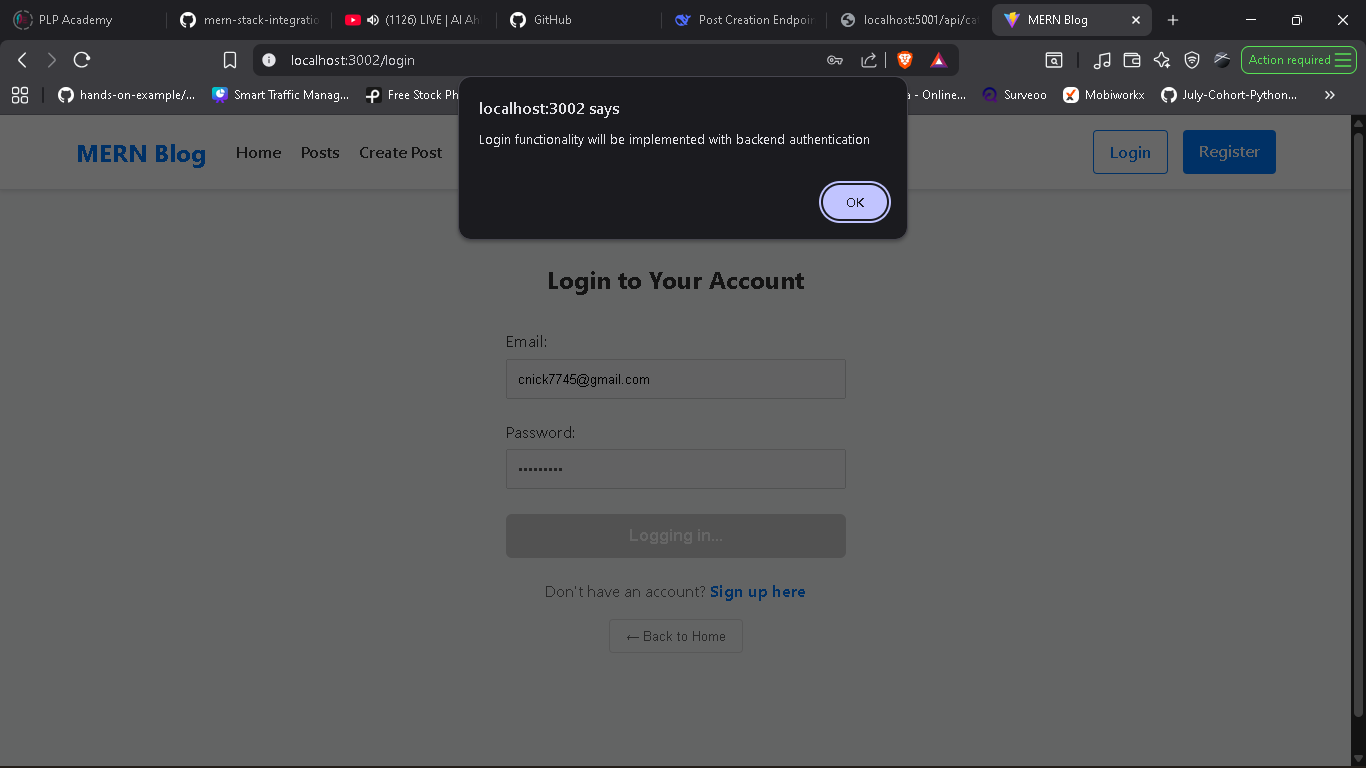 PLP Academy
mern-stack-integratio
(1126) LIVE | AI Ah
GitHub
Post Creation Endpoin
localhost:5001/api/ca
MERN Blog
localhost:3002/login
Action required
hands-on-example/...
Smart Traffic Manag...
Free Stock Ph
a - Online...
Surveoo
Mobiworkx
July-Cohort-Python...
localhost:3002 says
Login functionality will be implemented with backend authentication
OK
MERN Blog
Home
Posts
Create Post
Login
Register
Login to Your Account
Email:
cnick7745@gmail.com
Password:
•••••••••
Logging in...
Don't have an account? Sign up here
← Back to Home